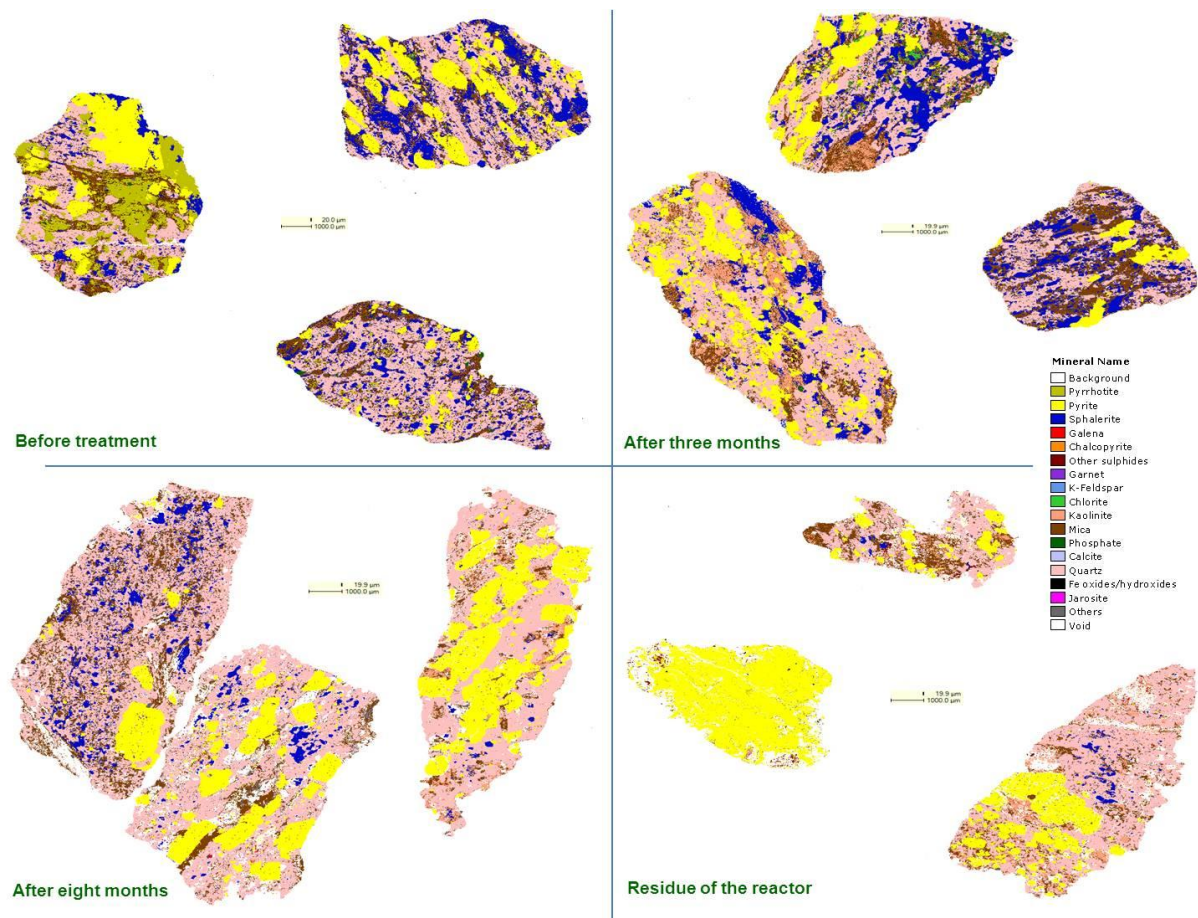 20.0 µm
1000.0 µm
Before treatment
19.9 µm
1000.0 µm
After three months
Mineral Name
Background
Pyrrhotite
Pyrite
Sphalerite
Galena
Chalcopyrite
Other sulphides
Garnet
K-Feldspar
Chlorite
Kaolinite
Mica
Phosphate
Calcite
Quartz
Fe oxides/hydroxides
Jarosite
Others
Void
19.9 µm
1000.0 µm
After eight months
19.9 µm
1000.0 µm
Residue of the reactor